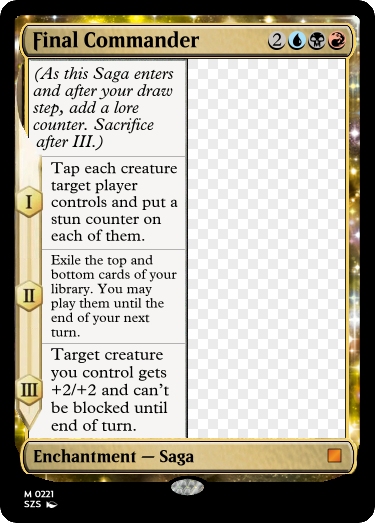 Final Commander 2
(As this Saga enters
and after your draw
step, add a lore
counter. Sacrifice
after III.)
I
Tap each creature
target player
controls and put a
stun counter on
each of them.
II
Exile the top and
bottom cards of your
library. You may
play them until the
end of your next
turn.
III
Target creature
you control gets
+2/+2 and can't
be blocked until
end of turn.
Enchantment — Saga
M 0221
SZS